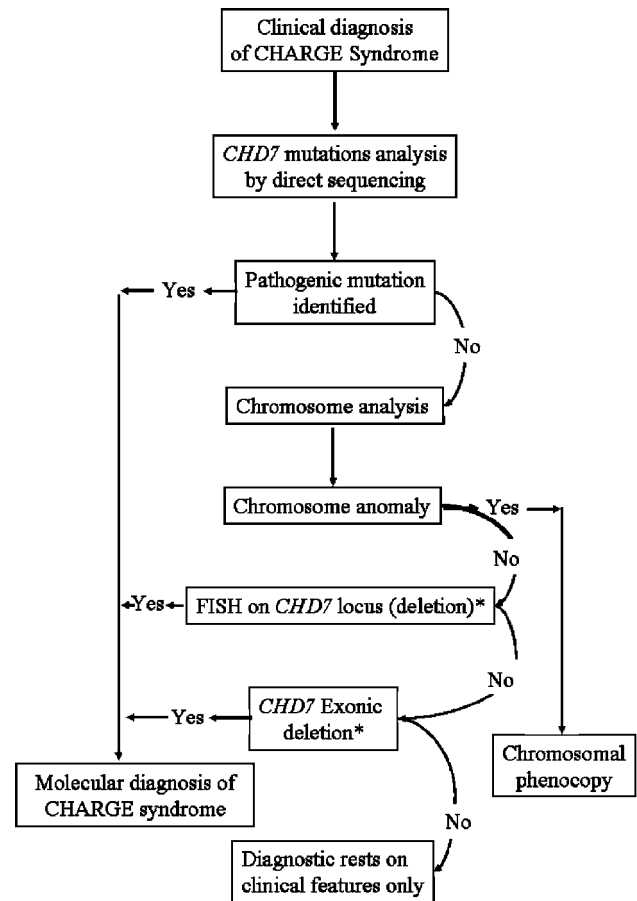 Clinical diagnosis
of CHARGE Syndrome
CHD7 mutations analysis
by direct sequencing
Pathogenic mutation
identified
Yes
No
Chromosome analysis
Chromosome anomaly
Yes
No
FISH on CHD7 locus (deletion)*
Yes
No
CHD7 Exonic
deletion*
Yes
Chromosomal
phenocopy
Molecular diagnosis of
CHARGE syndrome
No
Diagnostic rests on
clinical features only